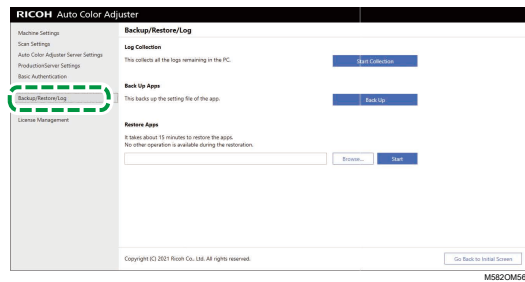 RICOH Auto Color Adjuster
Machine Settings
Scan Settings
Auto Color Adjuster Server Settings
ProductionServer Settings
Basic Authentication
Backup/Restore/Log
License Management
Backup/Restore/Log
Log Collection
This collects all the logs remaining in the PC.
Start Collection
Back Up Apps
This backs up the setting file of the app.
Back Up
Restore Apps
It takes about 15 minutes to restore the apps.
No other operation is available during the restoration.
Browse...
Start
Copyright (C) 2021 Ricoh Co., Ltd. All rights reserved.
Go Back to Initial Screen
M582OM56